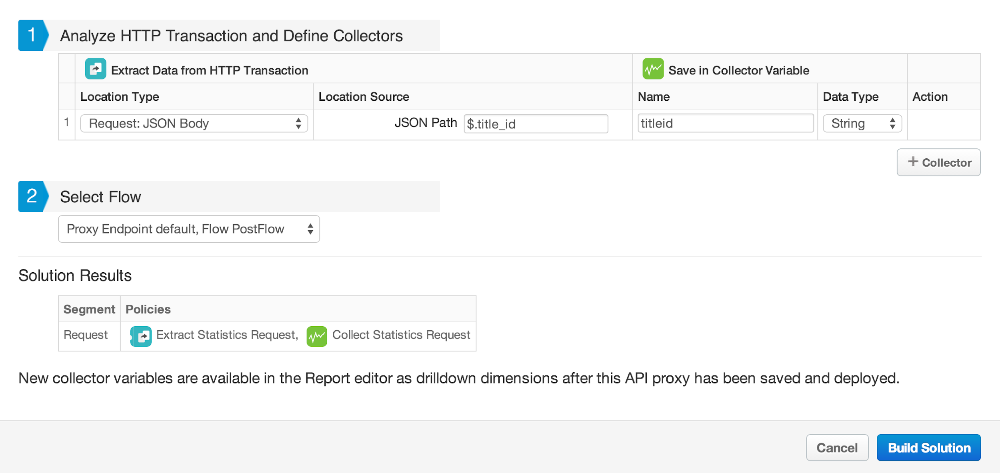 1 Analyze HTTP Transaction and Define Collectors
Extract Data from HTTP Transaction Save in Collector Variable
Location Type Location Source Name Data Type Action
1 Request: JSON Body JSON Path $.title_id titleid String
+ Collector
2 Select Flow
Proxy Endpoint default, Flow PostFlow
Solution Results
Segment Policies
Request Extract Statistics Request, Collect Statistics Request
New collector variables are available in the Report editor as drilldown dimensions after this API proxy has been saved and deployed.
Cancel Build Solution